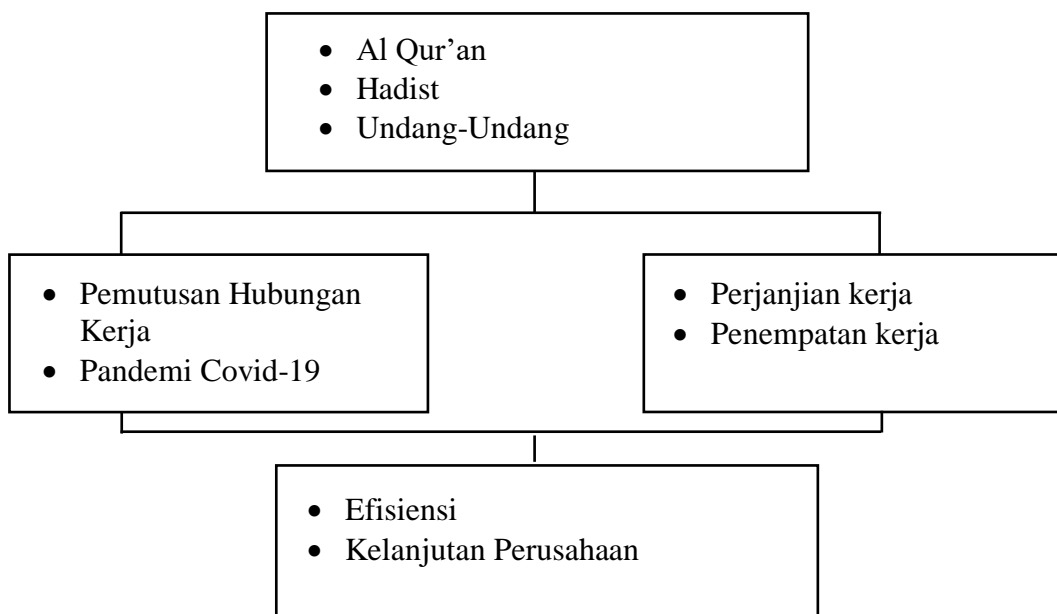 • Al Qur’an
• Hadist
• Undang-Undang
• Pemutusan Hubungan
Kerja
• Pandemi Covid-19
• Perjanjian kerja
• Penempatan kerja
• Efisiensi
• Kelanjutan Perusahaan